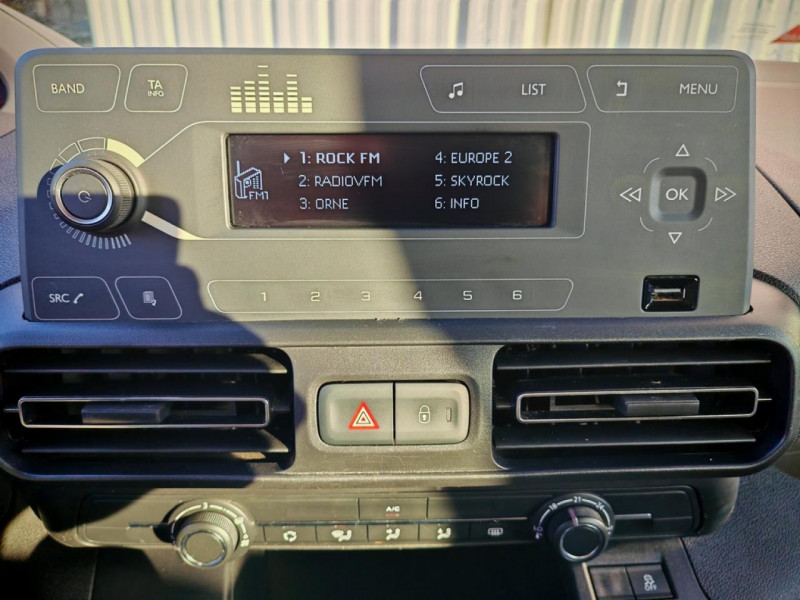 BAND
TA
INFO
LIST
MENU
1: ROCK FM
4: EUROPE 2
2: RADIOVFM
5: SKYROCK
3: ORNE
6: INFO
FM1
OK
SRC
1 2 3 4 5 6
A/C
OFF